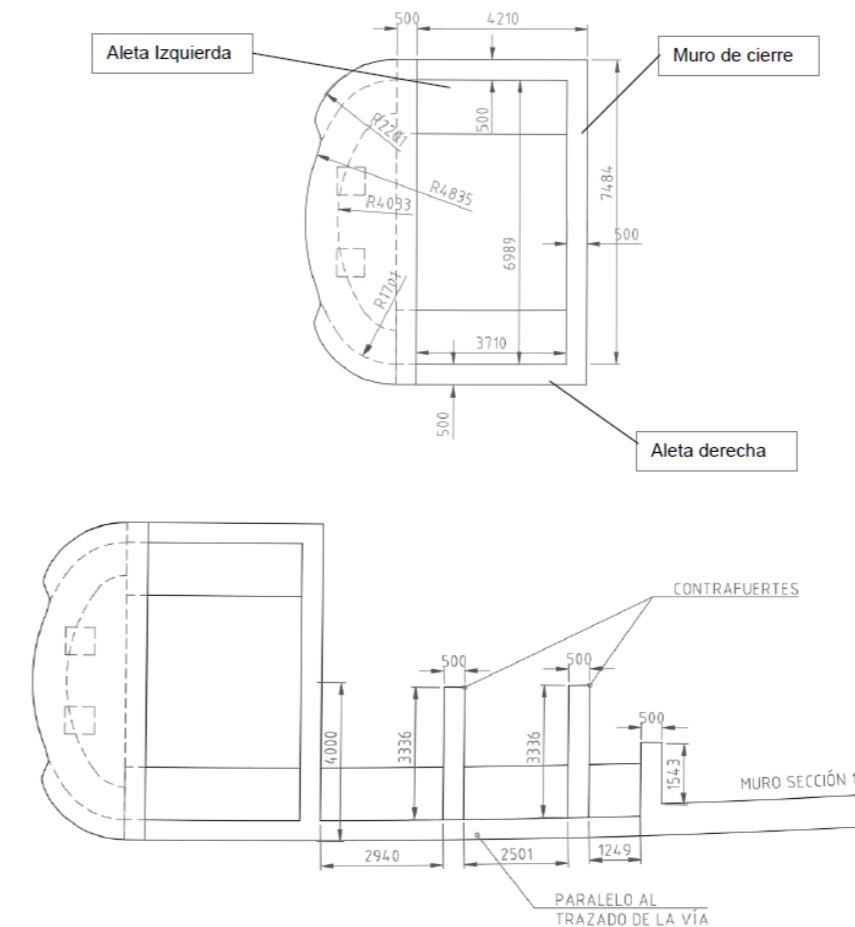 500
4210
Aleta Izquierda
Muro de cierre
R2201
500
R4835
R4033
7484
6989
500
R1701
3710
500
Aleta derecha
CONTRAFUERTES
500
500
500
4000
3336
3336
1543
MURO SECCIÓN 1
2940
2501
1249
PARALELO AL
TRAZADO DE LA VÍA